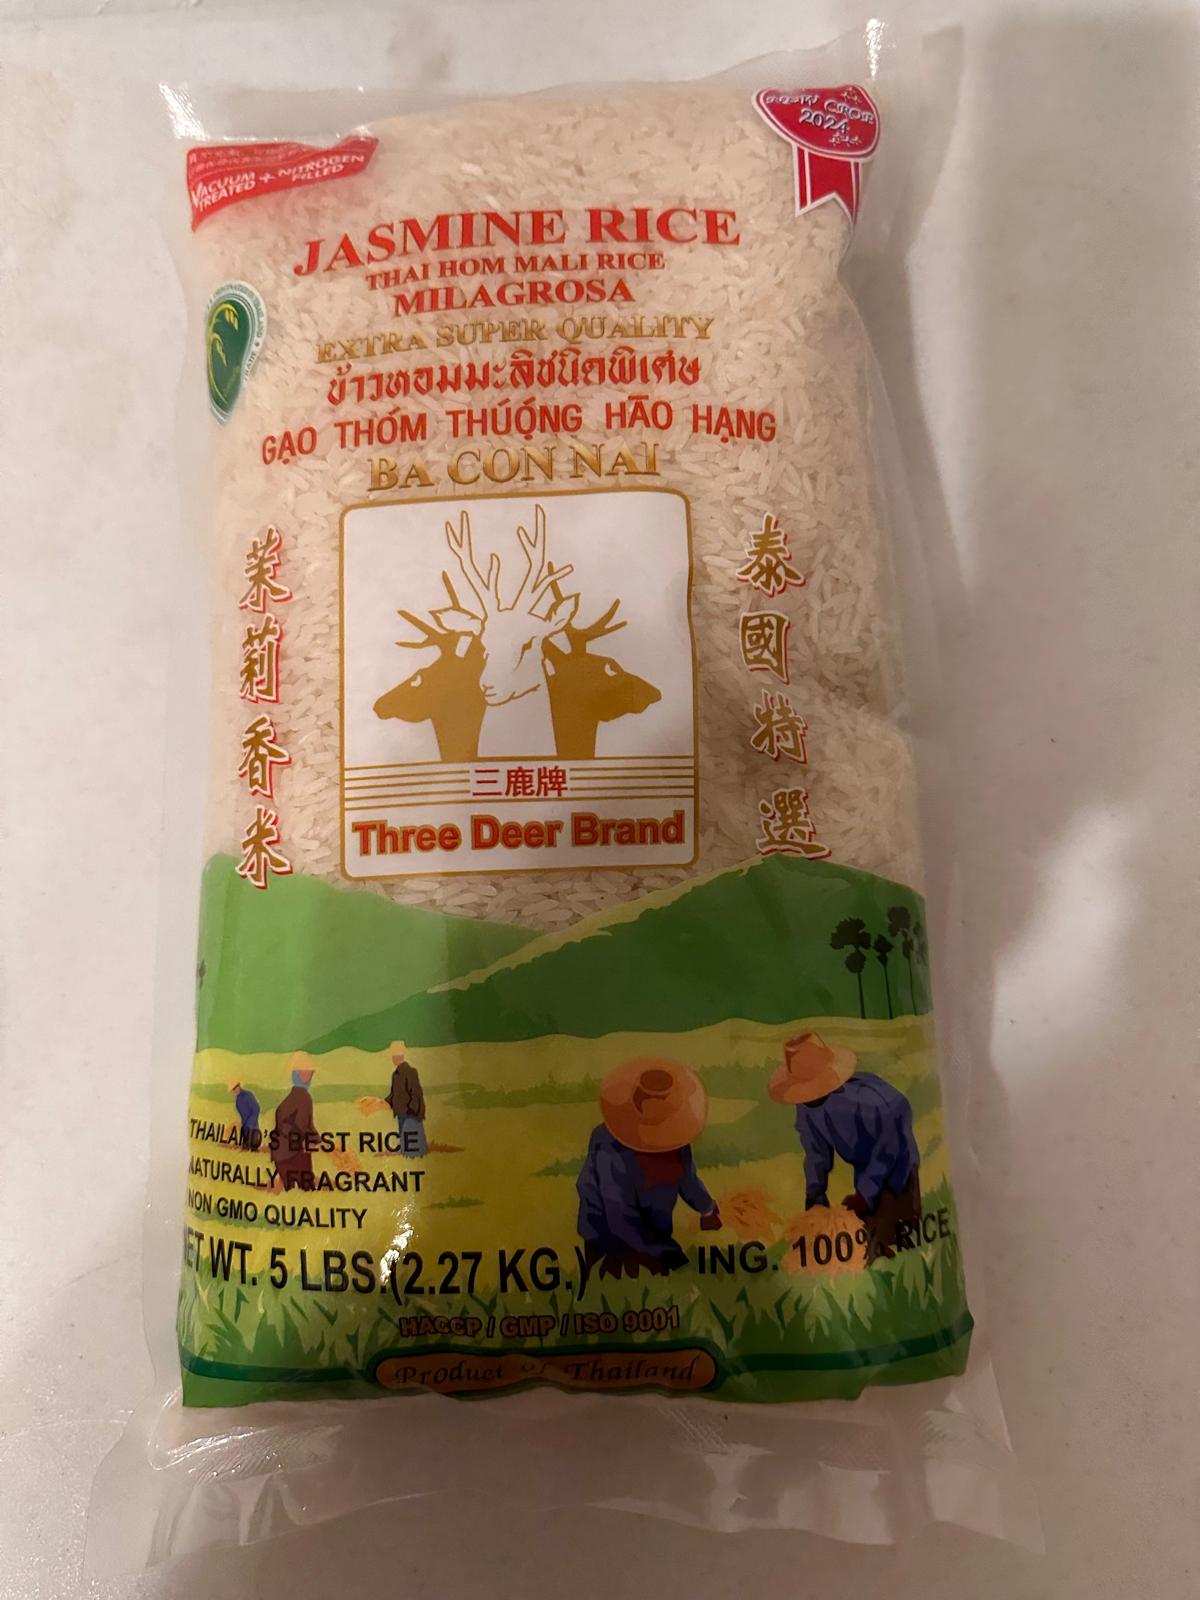 NEW CROP
2024
VACUUM + NITROGEN
TREATED FILLED
JASMINE RICE
THAI HOM MALI RICE
MILAGROSA
EXTRA SUPER QUALITY
ข้าวหอมมะลิชนิดพิเศษ
GẠO THÓM THÚỢNG HÃO HẠNG
BA CON NAI
茉莉香米
泰國特選
三鹿牌
Three Deer Brand
THAILAND'S BEST RICE
NATURALLY FRAGRANT
NON GMO QUALITY
NET WT. 5 LBS.(2.27 KG.)
ING. 100% RICE
HACCP / GMP / ISO 9001
Product of Thailand